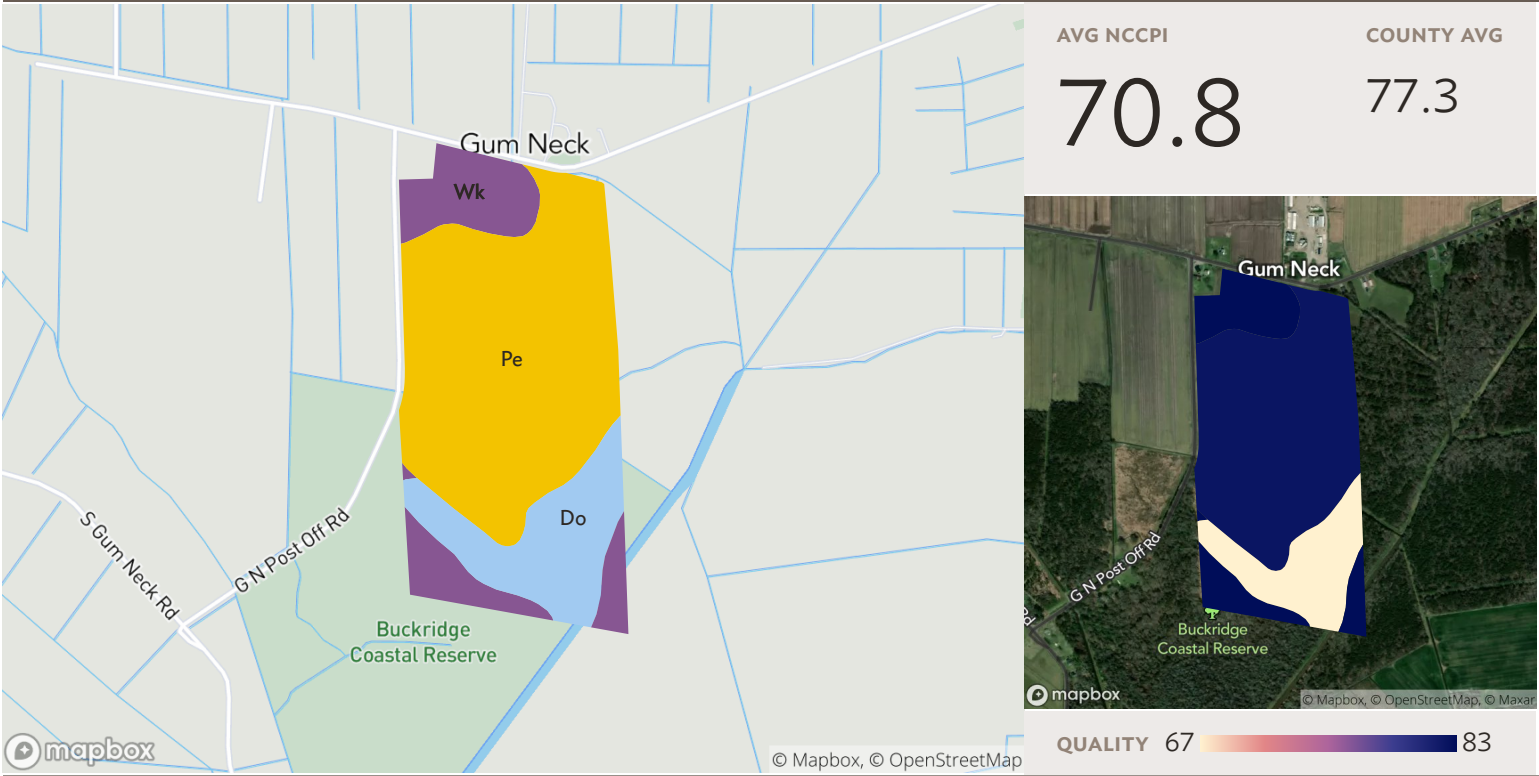 Gum Neck
Wk
Pe
Do
S Gum Neck Rd
G N Post Off Rd
Buckridge
Coastal Reserve
mapbox
© Mapbox, © OpenStreetMap
AVG NCCPI
COUNTY AVG
70.8
77.3
Gum Neck
G N Post Off Rd
Rd
Buckridge
Coastal Reserve
mapbox
© Mapbox, © OpenStreetMap, © Maxar
QUALITY 67 83